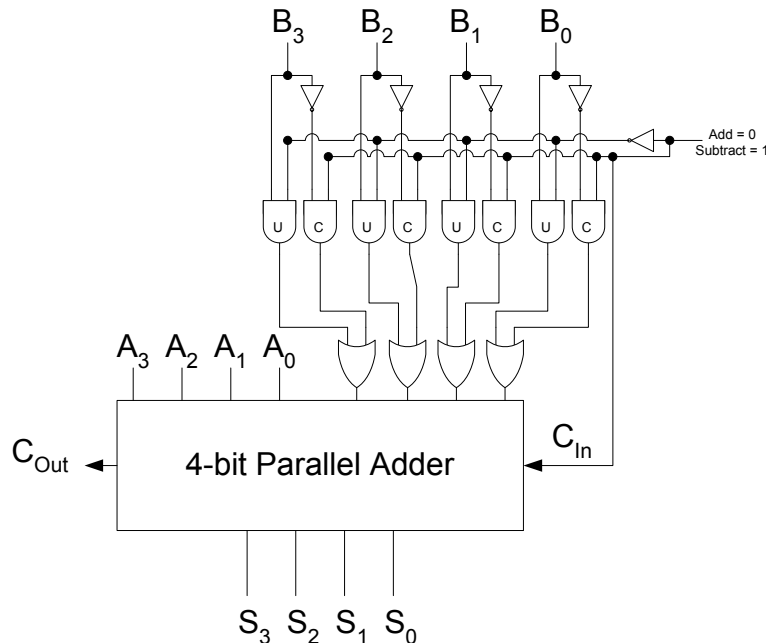 B3 B2 B1 B0
Add = 0
Subtract = 1
U C U C U C U C
A3 A2 A1 A0
COut
4-bit Parallel Adder
CIn
S3 S2 S1 S0